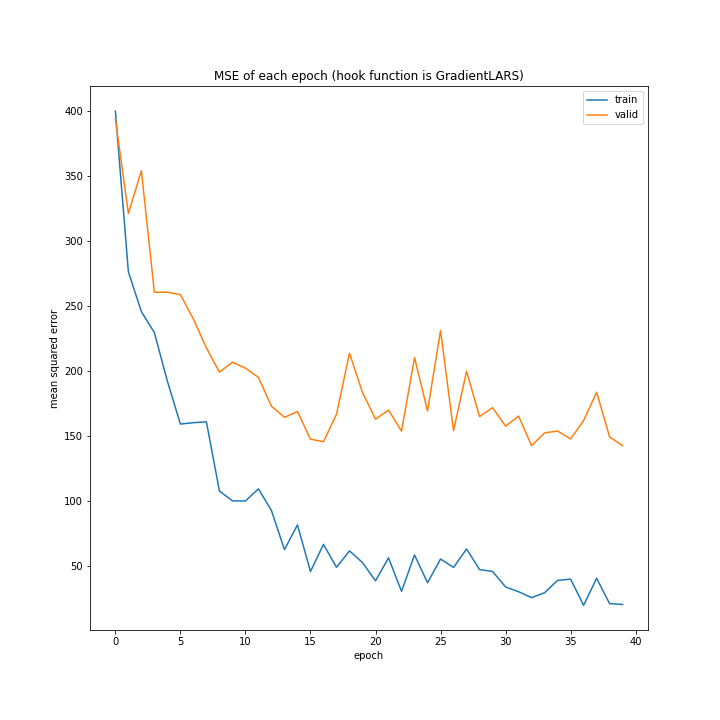 MSE of each epoch (hook function is GradientLARS)
train
valid
400
350
300
250
200
150
100
50
mean squared error
0 5 10 15 20 25 30 35 40
epoch